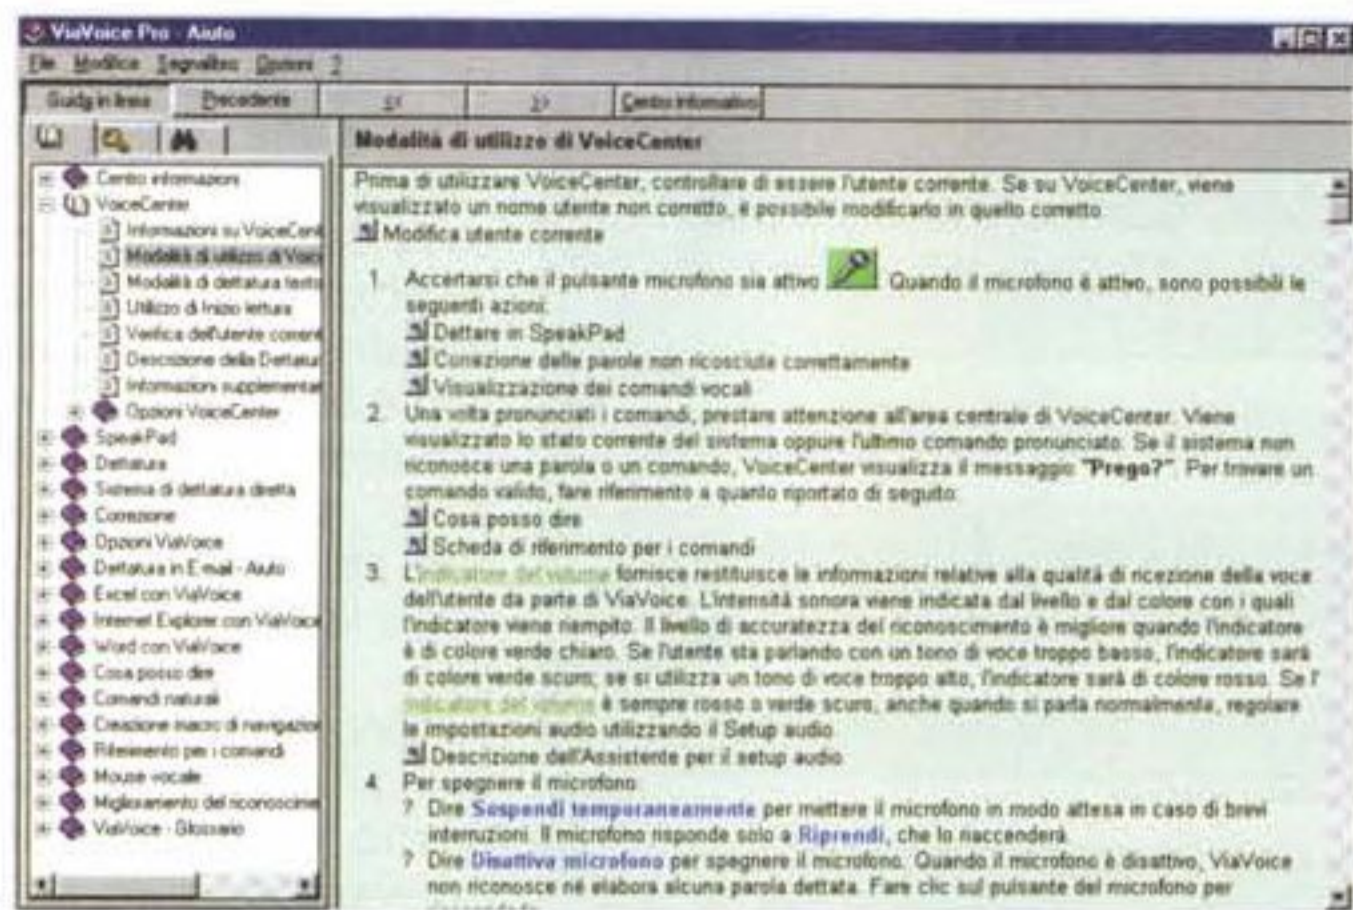 ViaVoice Pro - Aiuto
File Modifica Segnalibro Opzioni ?
Guida in linea Precedente << >> Centro informativo
Centro informazioni
VoiceCenter
Informazioni su VoiceCent
Modalità di utilizzo di Voice
Modalità di dettatura testo
Utilizzo di Inizio lettura
Verifica dell'utente corrent
Descrizione della Dettatur
Informazioni supplementar
Opzioni VoiceCenter
SpeakPad
Dettatura
Sistema di dettatura diretta
Correzione
Opzioni ViaVoice
Dettatura in E-mail - Aiuto
Excel con ViaVoice
Internet Explorer con ViaVoice
Word con ViaVoice
Cosa posso dire
Comandi naturali
Creazione macro di navigazion
Riferimento per i comandi
Mouse vocale
Miglioramento del riconoscime
ViaVoice - Glossario
Modalità di utilizzo di VoiceCenter
Prima di utilizzare VoiceCenter, controllare di essere l'utente corrente. Se su VoiceCenter, viene
visualizzato un nome utente non corretto, è possibile modificarlo in quello corretto.
Modifica utente corrente
1. Accertarsi che il pulsante microfono sia attivo Quando il microfono è attivo, sono possibili le
seguenti azioni:
Dettare in SpeakPad
Correzione delle parole non ricosciute correttamente
Visualizzazione dei comandi vocali
2. Una volta pronunciati i comandi, prestare attenzione all'area centrale di VoiceCenter. Viene
visualizzato lo stato corrente del sistema oppure l'ultimo comando pronunciato. Se il sistema non
riconosce una parola o un comando, VoiceCenter visualizza il messaggio "Prego?". Per trovare un
comando valido, fare riferimento a quanto riportato di seguito:
Cosa posso dire
Scheda di riferimento per i comandi
3. L'indicatore del volume fornisce restituisce le informazioni relative alla qualità di ricezione della voce
dell'utente da parte di ViaVoice. L'intensità sonora viene indicata dal livello e dal colore con i quali
l'indicatore viene riempito. Il livello di accuratezza del riconoscimento è migliore quando l'indicatore
è di colore verde chiaro. Se l'utente sta parlando con un tono di voce troppo basso, l'indicatore sarà
di colore verde scuro; se si utilizza un tono di voce troppo alto, l'indicatore sarà di colore rosso. Se l'
indicatore del volume è sempre rosso o verde scuro, anche quando si parla normalmente, regolare
le impostazioni audio utilizzando il Setup audio.
Descrizione dell'Assistente per il setup audio
4. Per spegnere il microfono:
? Dire Sospendi temporaneamente per mettere il microfono in modo attesa in caso di brevi
interruzioni. Il microfono risponde solo a Riprendi, che lo riaccenderà.
? Dire Disattiva microfono per spegnere il microfono. Quando il microfono è disattivo, ViaVoice
non riconosce né elabora alcuna parola dettata. Fare clic sul pulsante del microfono per